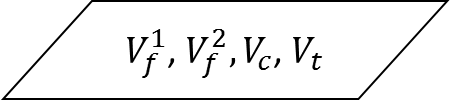 $V_f^1, V_f^2, V_c, V_t$